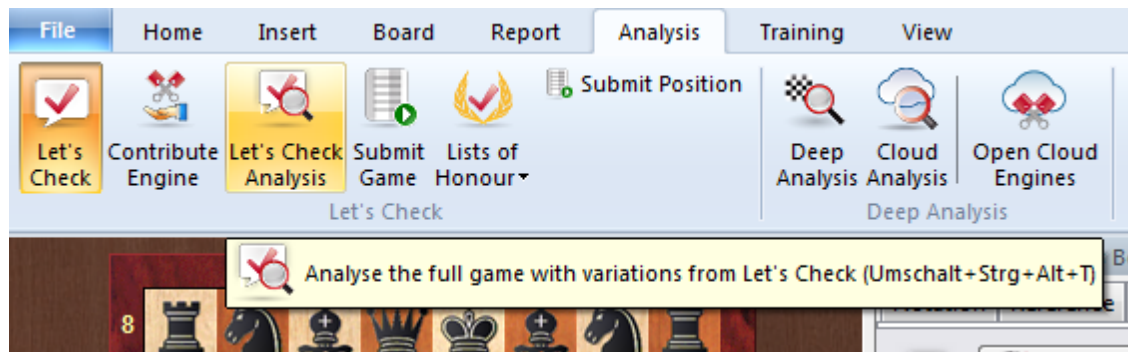 File Home Insert Board Report Analysis Training View
Let's Check
Contribute Engine
Let's Check Analysis
Submit Game
Lists of Honour
Submit Position
Deep Analysis
Cloud Analysis
Open Cloud Engines
Let's Check
Deep Analysis
Analyse the full game with variations from Let's Check (Umschalt+Strg+Alt+T)
8